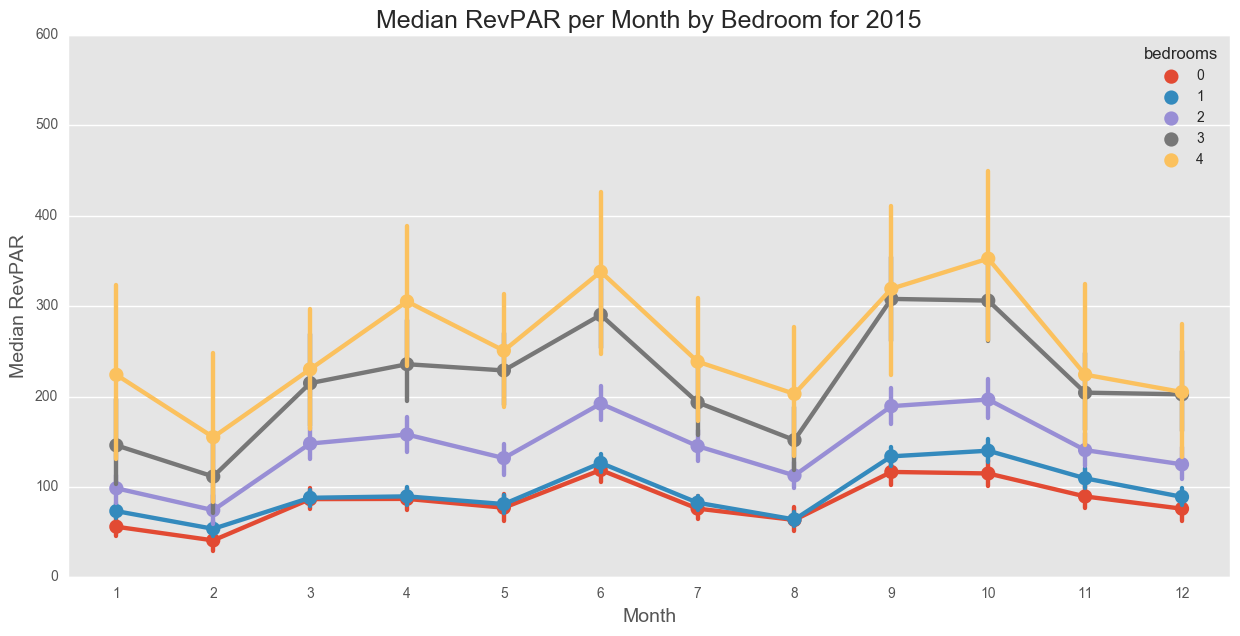 Median RevPAR per Month by Bedroom for 2015
600
500
400
300
200
100
0
Median RevPAR
bedrooms
0
1
2
3
4
1 2 3 4 5 6 7 8 9 10 11 12
Month